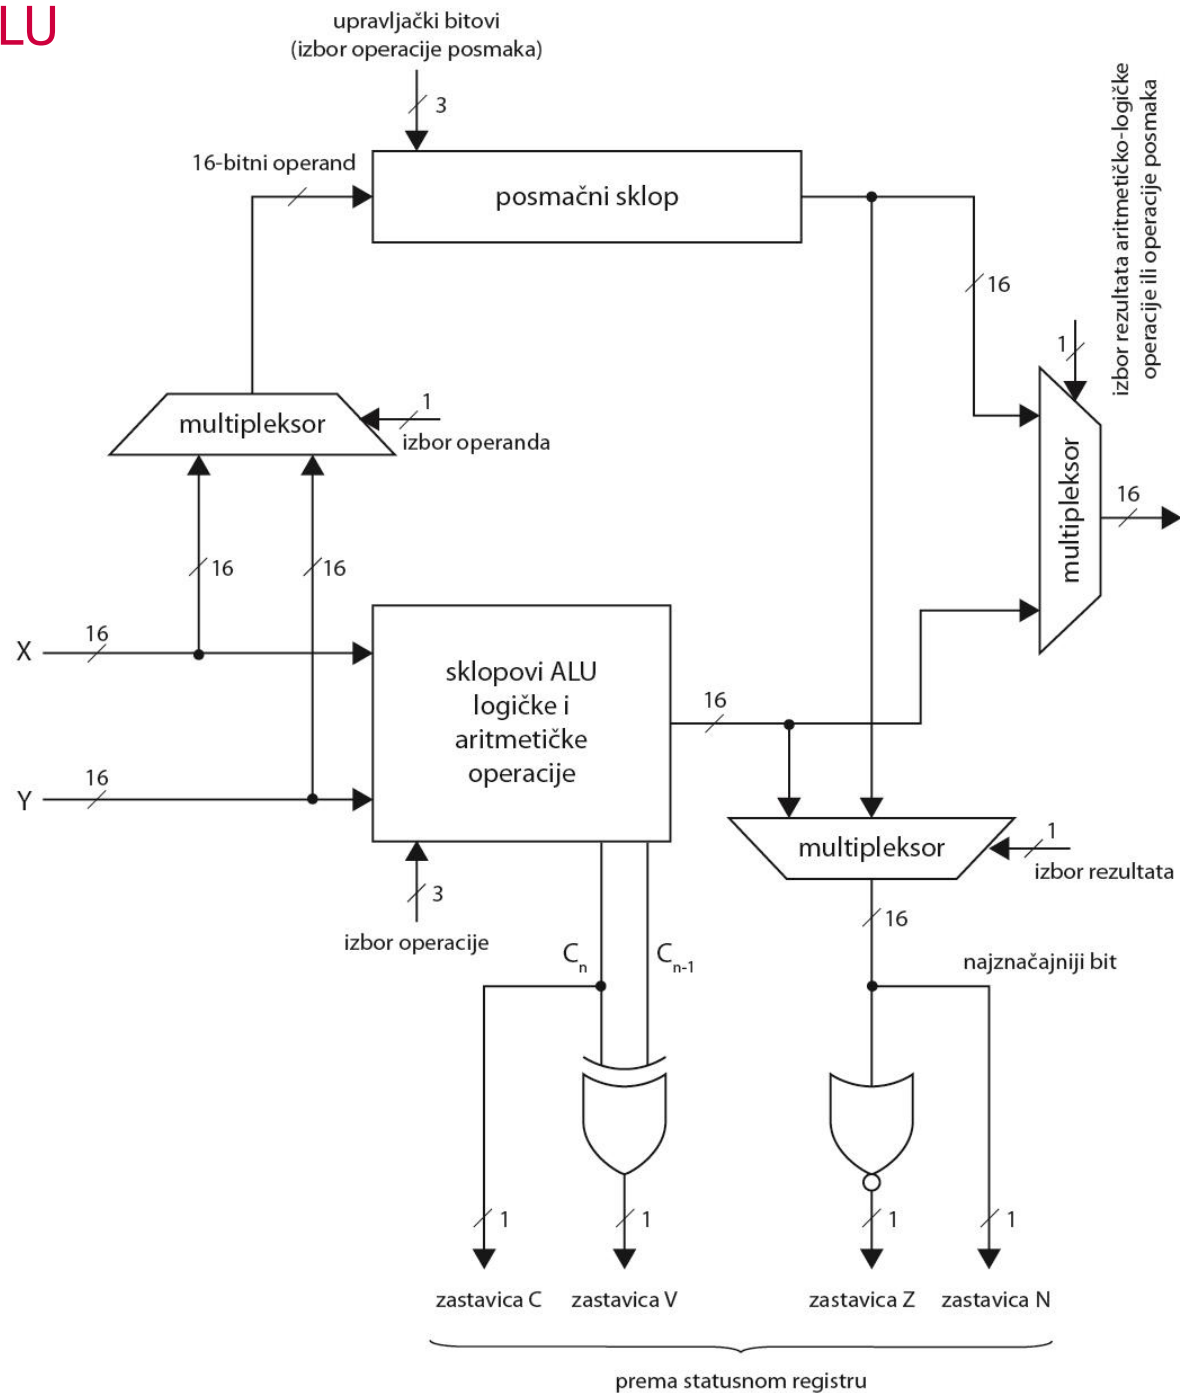 LU
upravljački bitovi
(izbor operacije posmaka)
3
16-bitni operand
posmačni sklop
izbor rezultata aritmetičko-logičke
operacije ili operacije posmaka
16
1
multipleksor
1
izbor operanda
multipleksor
16
16
16
X
16
sklopovi ALU
logičke i
aritmetičke
operacije
16
Y
16
multipleksor
1
izbor rezultata
3
izbor operacije
16
Cn
Cn-1
najznačajniji bit
1
1
1
1
zastavica C
zastavica V
zastavica Z
zastavica N
prema statusnom registru